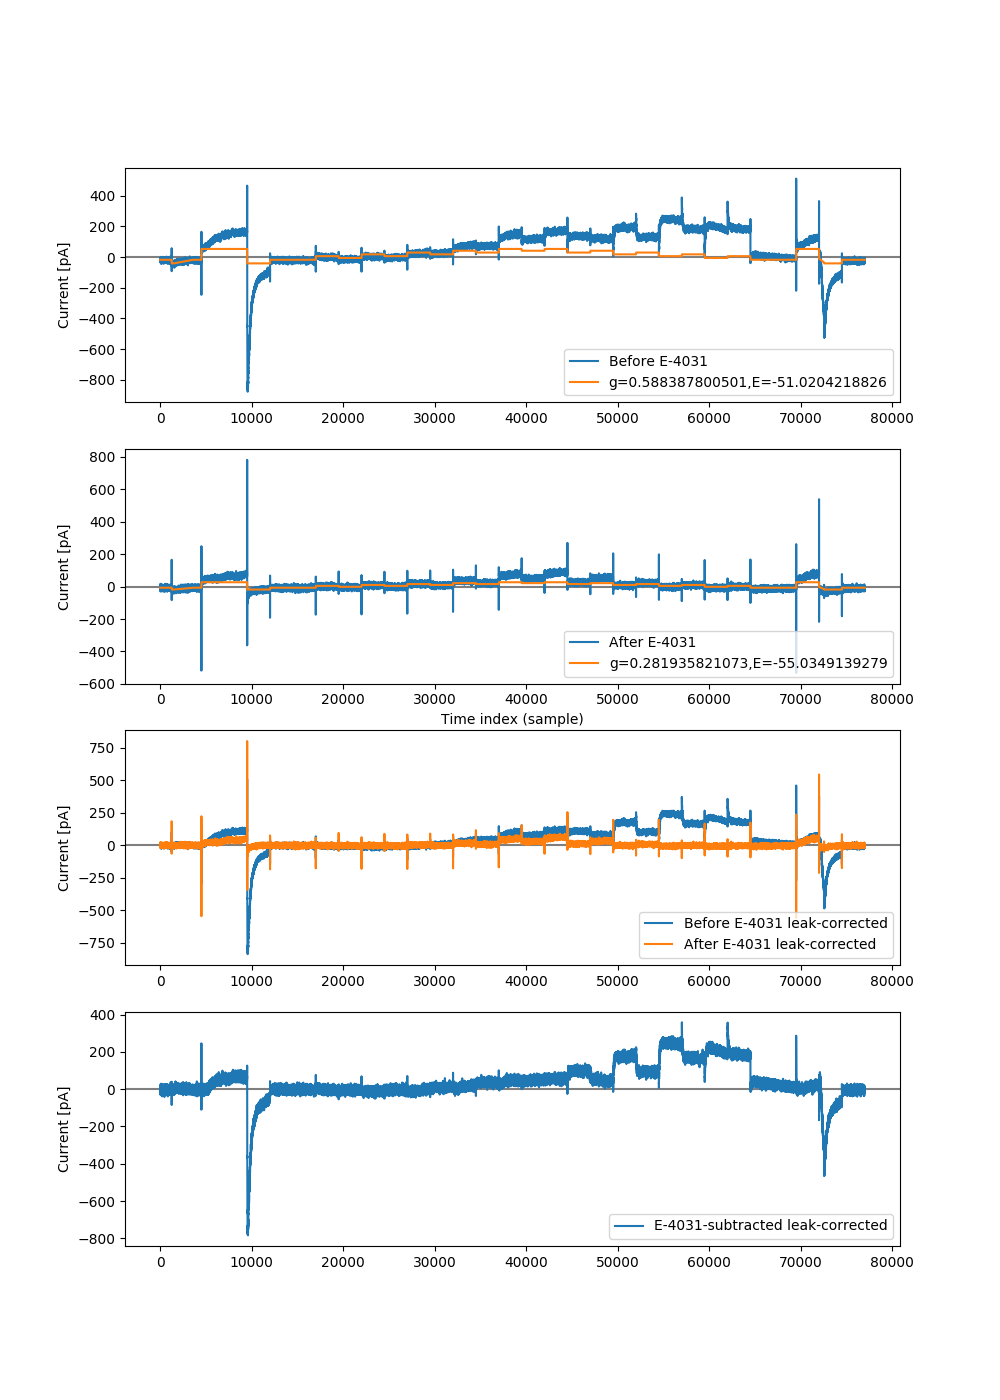 400
200
0
−200
−400
−600
−800
Current [pA]
Before E-4031
g=0.588387800501,E=-51.0204218826
0 10000 20000 30000 40000 50000 60000 70000 80000
800
600
400
200
0
−200
−400
−600
Current [pA]
After E-4031
g=0.281935821073,E=-55.0349139279
0 10000 20000 30000 40000 50000 60000 70000 80000
Time index (sample)
750
500
250
0
−250
−500
−750
Current [pA]
Before E-4031 leak-corrected
After E-4031 leak-corrected
0 10000 20000 30000 40000 50000 60000 70000 80000
400
200
0
−200
−400
−600
−800
Current [pA]
E-4031-subtracted leak-corrected
0 10000 20000 30000 40000 50000 60000 70000 80000